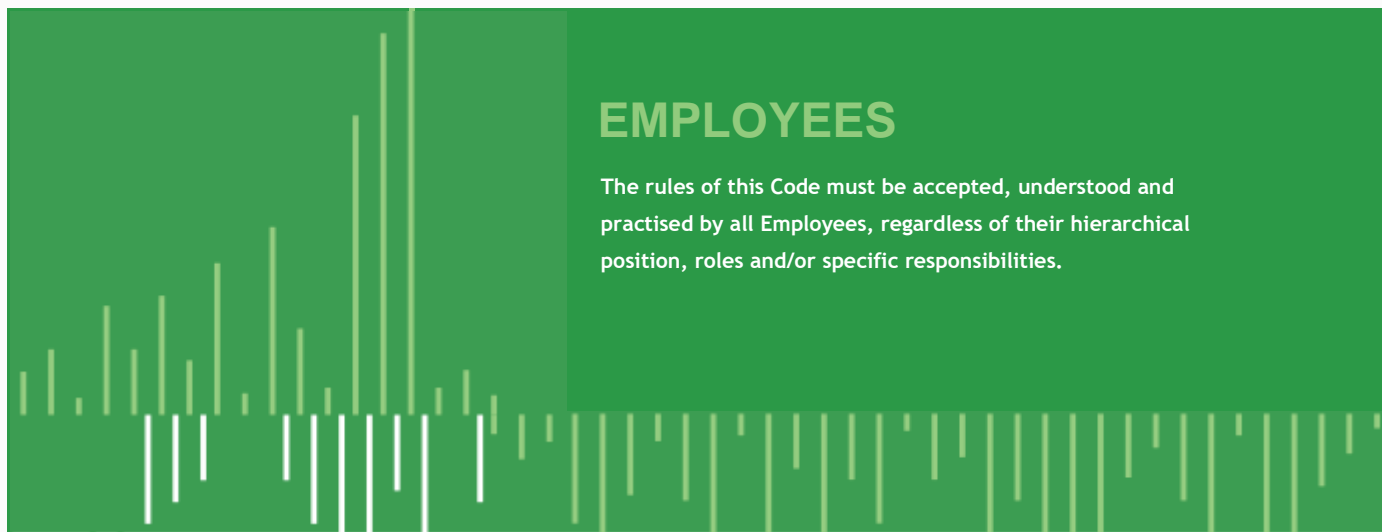 EMPLOYEES
The rules of this Code must be accepted, understood and
practised by all Employees, regardless of their hierarchical
position, roles and/or specific responsibilities.